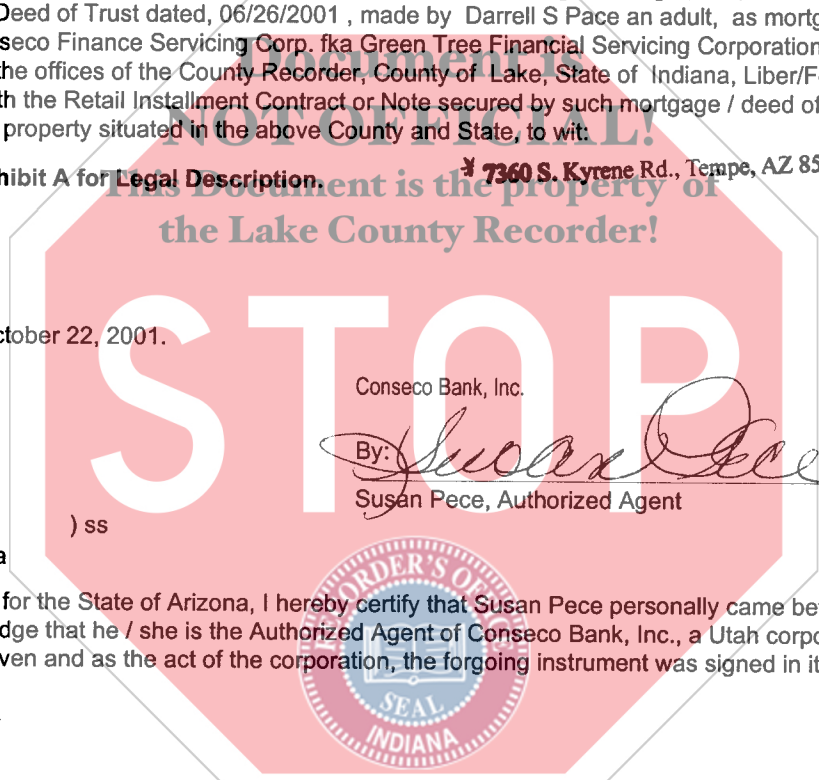 Deed of Trust dated, 06/26/2001 , made by Darrell S Pace an adult, as mortg
seco Finance Servicing Corp. fka Green Tree Financial Servicing Corporation
Document is
he offices of the County Recorder, County of Lake, State of Indiana, Liber/F
th the Retail Installment Contract or Note secured by such mortgage / deed of
NOT OFFICIAL!
property situated in the above County and State, to wit:
hibit A for Legal Description.
7360 S. Kyrene Rd., Tempe, AZ 85
This Document is the property of
the Lake County Recorder!
STOP
ctober 22, 2001.
Conseco Bank, Inc.
By: Susan Pece
Susan Pece, Authorized Agent
) ss
a
for the State of Arizona, I hereby certify that Susan Pece personally came be
dge that he / she is the Authorized Agent of Conseco Bank, Inc., a Utah corpo
ven and as the act of the corporation, the forgoing instrument was signed in it
RECORDER'S OFFICE
SEAL
INDIANA